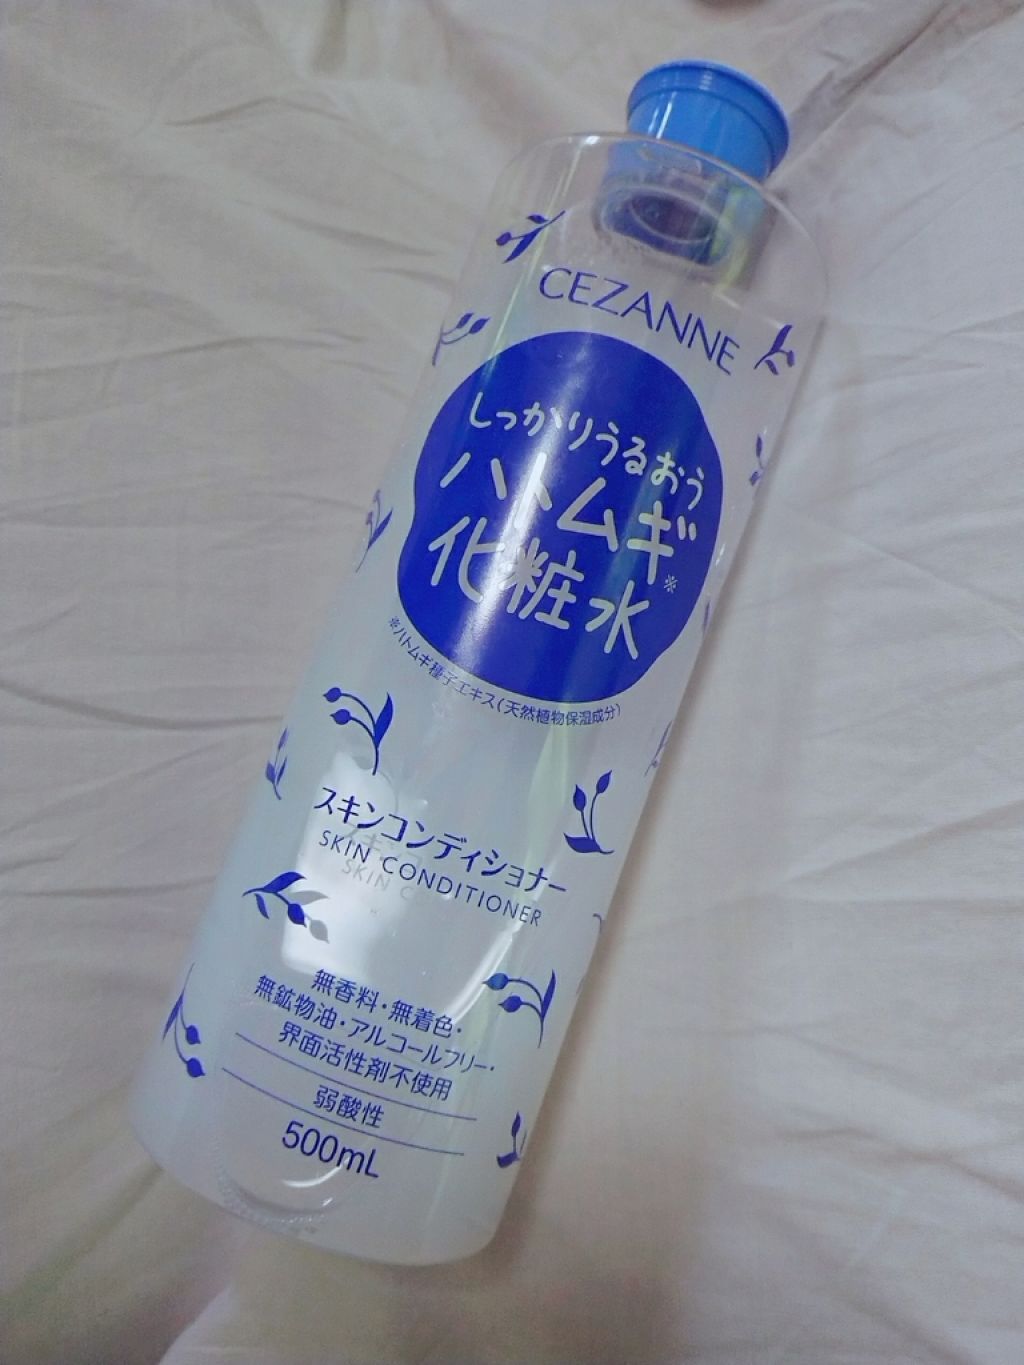 CEZANNE
しっかりうるおう
ハトムギ※
化粧水
※ハトムギ種子エキス(天然植物保湿成分)
スキンコンディショナー
SKIN CONDITIONER
無香料・無着色・
無鉱物油・アルコールフリー・
界面活性剤不使用
弱酸性
500mL